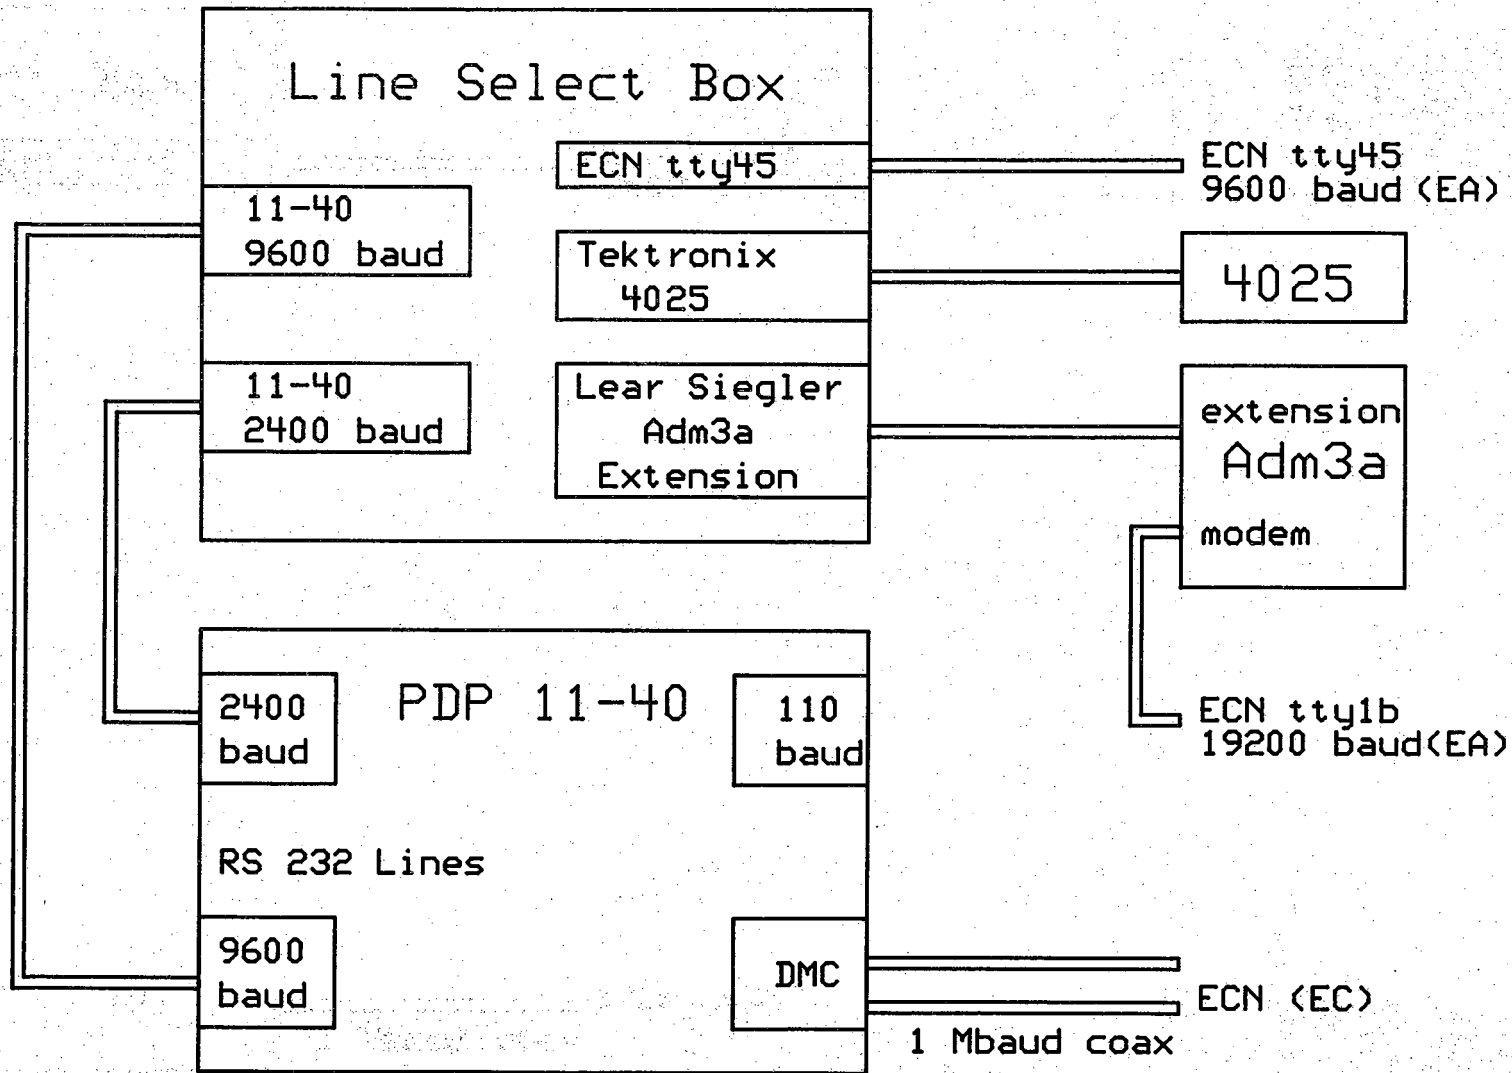 Line Select Box
ECN tty45
11-40
9600 baud
Tektronix
4025
11-40
2400 baud
Lear Siegler
Adm3a
Extension
ECN tty45
9600 baud (EA)
4025
extension
Adm3a
modem
ECN tty1b
19200 baud(EA)
PDP 11-40
2400
baud
110
baud
RS 232 Lines
9600
baud
DMC
ECN (EC)
1 Mbaud coax